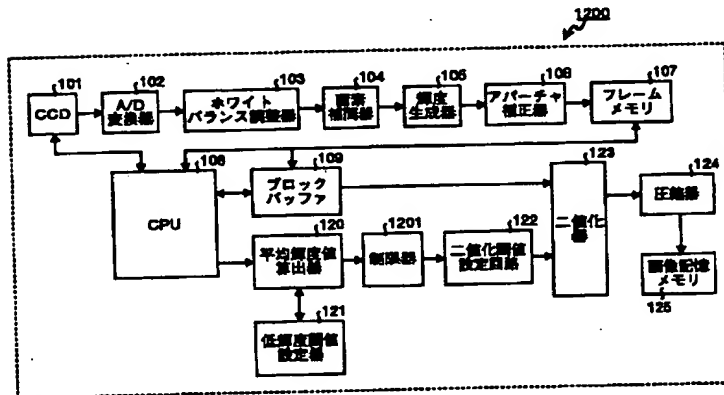 1200
101
CCD
102
A/D
変換器
103
ホワイト
バランス調整器
104
画素
補間器
105
輝度
生成器
106
アパーチャ
補正器
107
フレーム
メモリ
108
CPU
109
ブロック
バッファ
120
平均輝度値
算出器
121
低輝度閾値
設定器
1201
制限器
122
二値化閾値
設定回路
123
二値化
器
124
圧縮器
画像記憶
メモリ
125